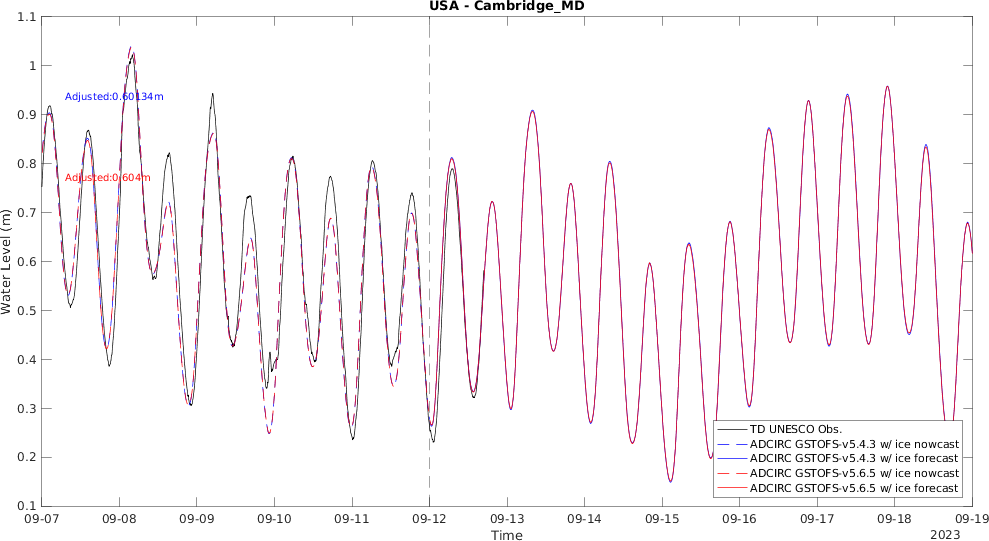 USA - Cambridge_MD
1.1
1
0.9
0.8
0.7
0.6
0.5
0.4
0.3
0.2
0.1
Water Level (m)
Adjusted:0.60134m
Adjusted:0.604m
TD UNESCO Obs.
ADCIRC GSTOFS-v5.4.3 w/ ice nowcast
ADCIRC GSTOFS-v5.4.3 w/ ice forecast
ADCIRC GSTOFS-v5.6.5 w/ ice nowcast
ADCIRC GSTOFS-v5.6.5 w/ ice forecast
09-07 09-08 09-09 09-10 09-11 09-12 09-13 09-14 09-15 09-16 09-17 09-18 09-19
Time
2023